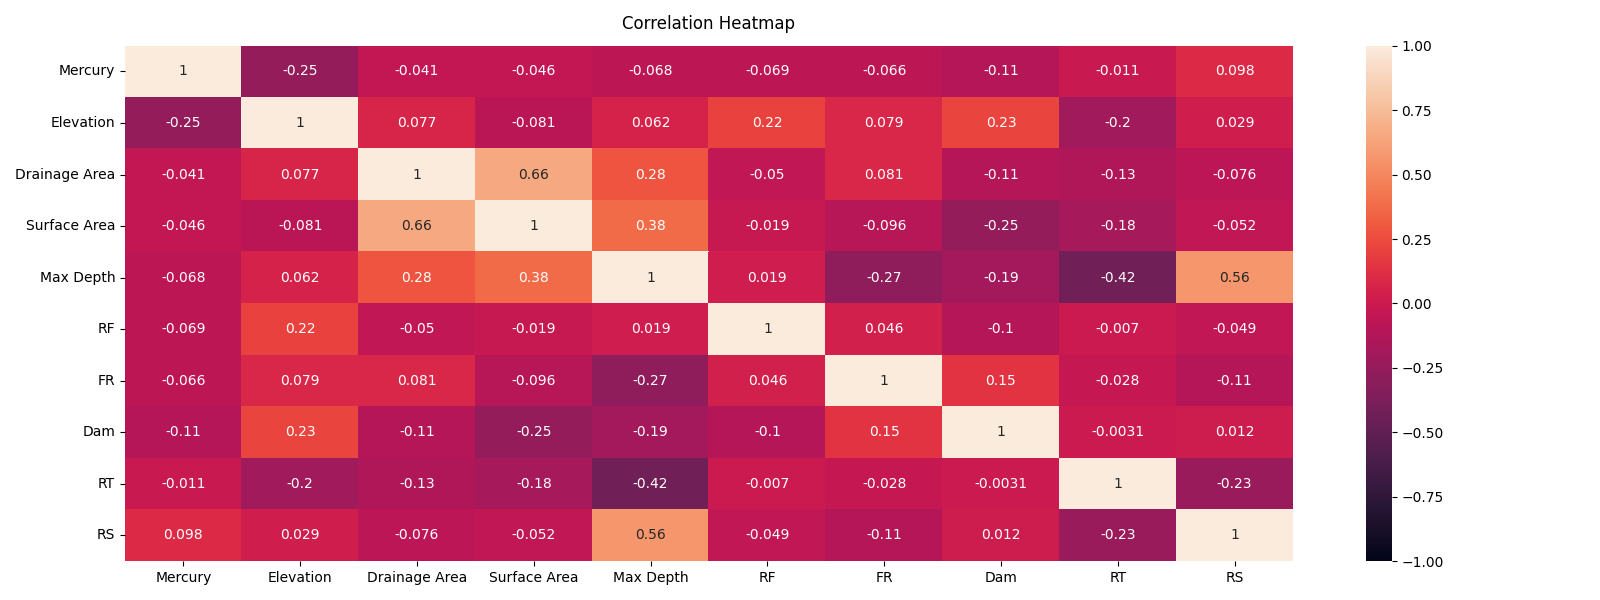 Correlation Heatmap
Mercury 1 -0.25 -0.041 -0.046 -0.068 -0.069 -0.066 -0.11 -0.011 0.098
Elevation -0.25 1 0.077 -0.081 0.062 0.22 0.079 0.23 -0.2 0.029
Drainage Area -0.041 0.077 1 0.66 0.28 -0.05 0.081 -0.11 -0.13 -0.076
Surface Area -0.046 -0.081 0.66 1 0.38 -0.019 -0.096 -0.25 -0.18 -0.052
Max Depth -0.068 0.062 0.28 0.38 1 0.019 -0.27 -0.19 -0.42 0.56
RF -0.069 0.22 -0.05 -0.019 0.019 1 0.046 -0.1 -0.007 -0.049
FR -0.066 0.079 0.081 -0.096 -0.27 0.046 1 0.15 -0.028 -0.11
Dam -0.11 0.23 -0.11 -0.25 -0.19 -0.1 0.15 1 -0.0031 0.012
RT -0.011 -0.2 -0.13 -0.18 -0.42 -0.007 -0.028 -0.0031 1 -0.23
RS 0.098 0.029 -0.076 -0.052 0.56 -0.049 -0.11 0.012 -0.23 1
Mercury Elevation Drainage Area Surface Area Max Depth RF FR Dam RT RS
1.00
0.75
0.50
0.25
0.00
−0.25
−0.50
−0.75
−1.00